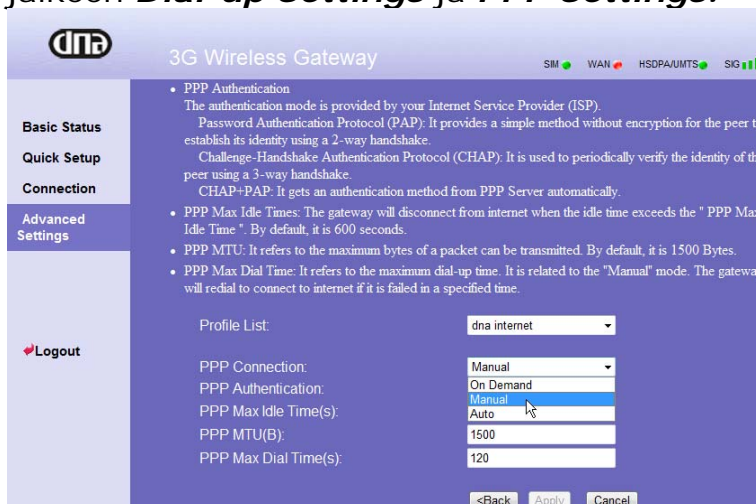 jälkeen Dial-up Settings ja PPP Settings.
dna
3G Wireless Gateway
SIM WAN HSDPA/UMTS SIG
• PPP Authentication
The authentication mode is provided by your Internet Service Provider (ISP).
Password Authentication Protocol (PAP): It provides a simple method without encryption for the peer
establish its identity using a 2-way handshake.
Challenge-Handshake Authentication Protocol (CHAP): It is used to periodically verify the identity of
peer using a 3-way handshake.
CHAP+PAP: It gets an authentication method from PPP Server automatically.
• PPP Max Idle Times: The gateway will disconnect from internet when the idle time exceeds the " PPP Max
Idle Time ". By default, it is 600 seconds.
• PPP MTU: It refers to the maximum bytes of a packet can be transmitted. By default, it is 1500 Bytes.
• PPP Max Dial Time: It refers to the maximum dial-up time. It is related to the "Manual" mode. The
will redial to connect to internet if it is failed in a specified time.
Basic Status
Quick Setup
Connection
Advanced
Settings
Logout
Profile List: dna internet
PPP Connection: Manual
On Demand
Manual
Auto
PPP Authentication:
PPP Max Idle Time(s):
PPP MTU(B): 1500
PPP Max Dial Time(s): 120
<Back Apply Cancel